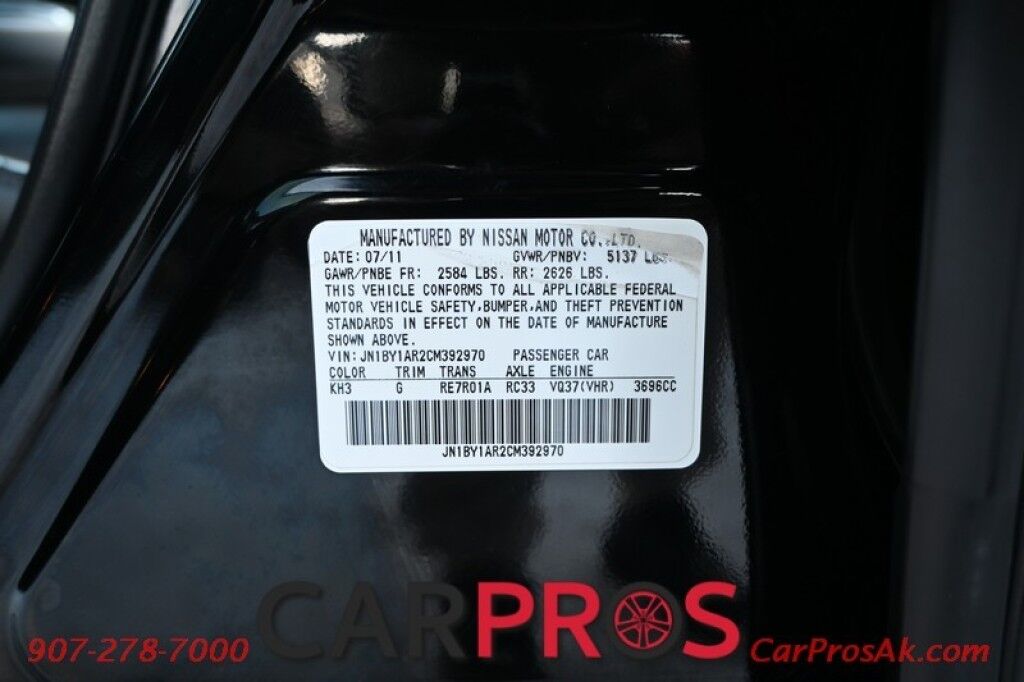 MANUFACTURED BY NISSAN MOTOR CO.,LTD.
DATE: 07/11 GVWR/PNBV: 5137 LBS.
GAWR/PNBE FR: 2584 LBS. RR: 2626 LBS.
THIS VEHICLE CONFORMS TO ALL APPLICABLE FEDERAL
MOTOR VEHICLE SAFETY,BUMPER,AND THEFT PREVENTION
STANDARDS IN EFFECT ON THE DATE OF MANUFACTURE
SHOWN ABOVE.
VIN: JN1BY1AR2CM392970 PASSENGER CAR
COLOR TRIM TRANS AXLE ENGINE
KH3 G RE7R01A RC33 VQ37(VHR) 3696CC
JN1BY1AR2CM392970
CARPROS
907-278-7000
CarProsAk.com